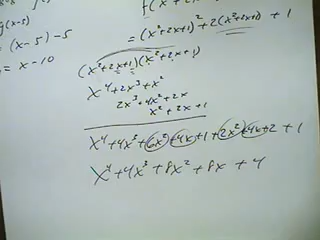 f(x+
= (x²+2x+1)² + 2(x²+2x+1) + 1
(x-5)
= (x-5)-5
= x-10
(x²+2x+1)(x²+2x+1)
x⁴+2x³+x²
2x³+4x²+2x
x²+2x+1
x⁴+4x³+6x²+4x+1+2x²+4x+2+1
x⁴+4x³+8x²+8x+4